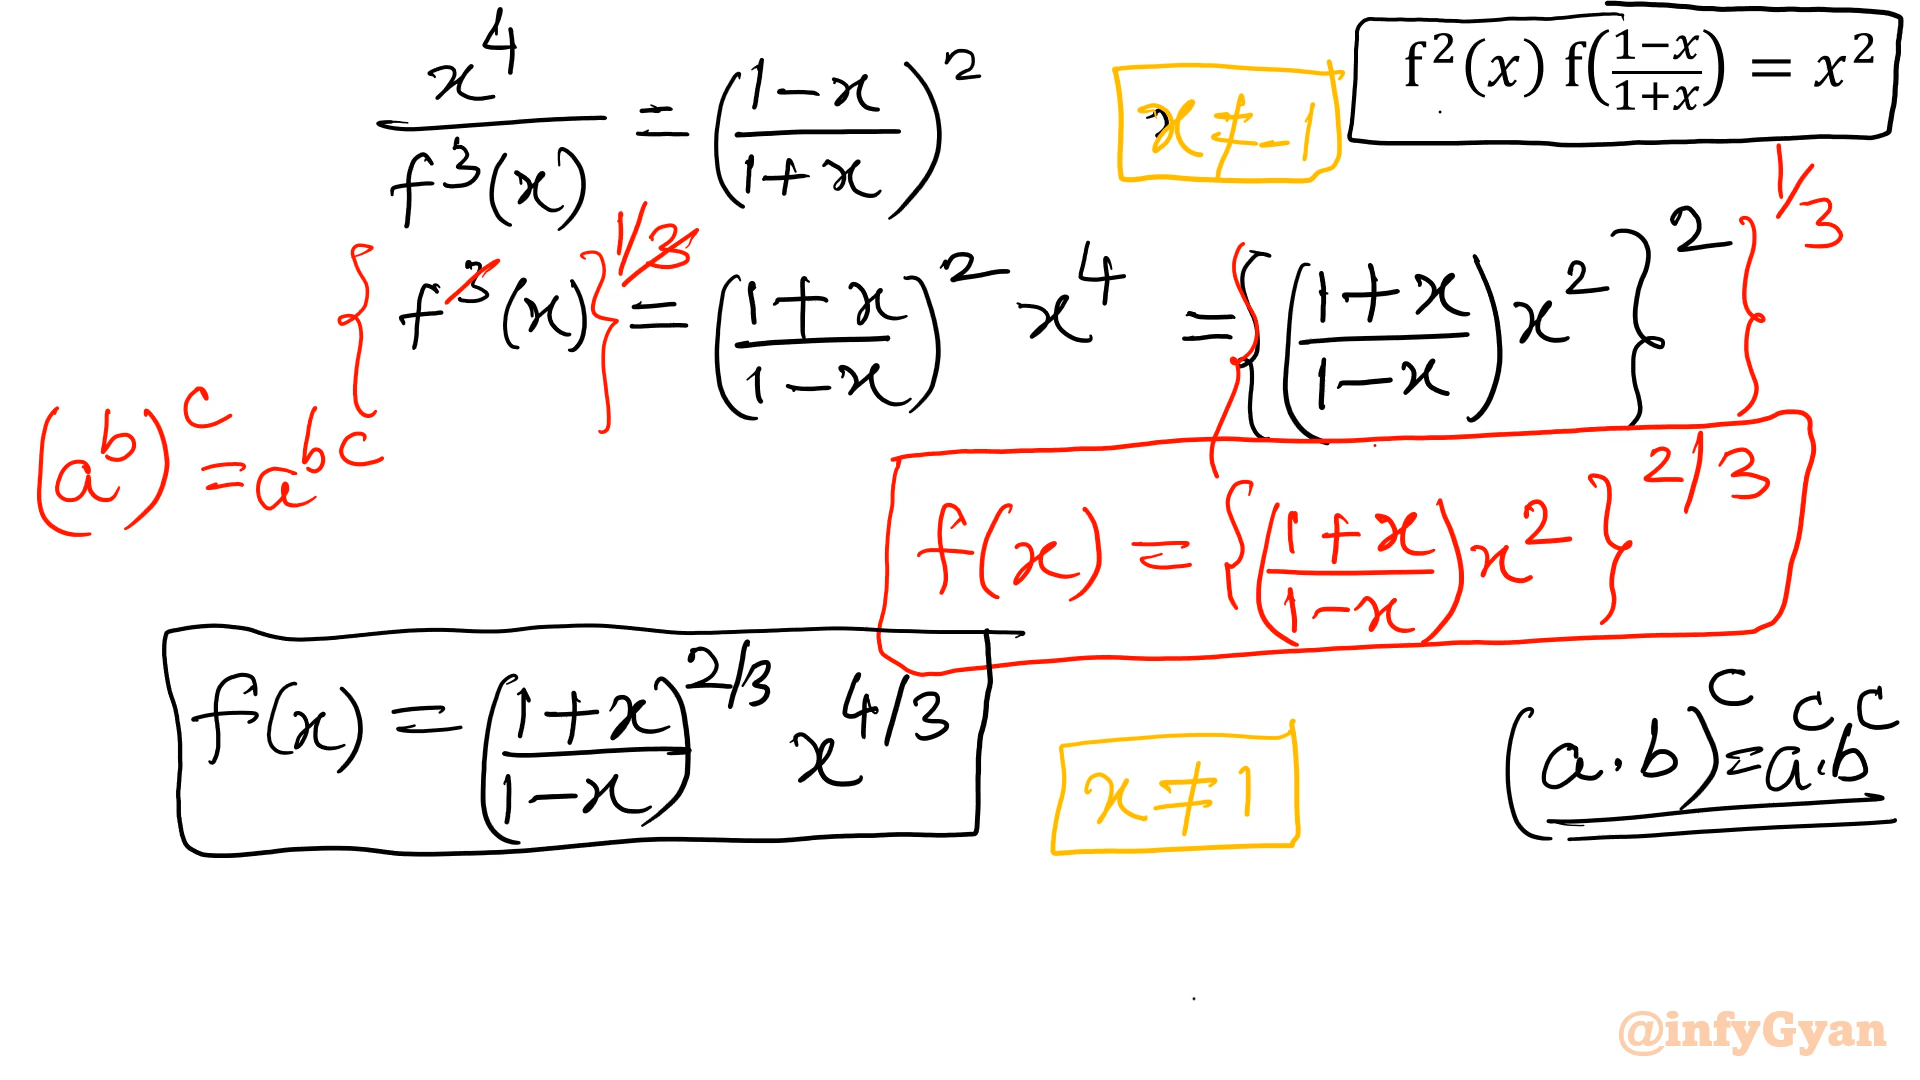 x⁴/f³(x) = ((1-x)/(1+x))²
x ≠ -1
f²(x) f((1−x)/(1+x)) = x²
{f³(x)}^(1/3) = ((1+x)/(1-x))² x⁴ = {{((1+x)/(1-x)) x²}²}^(1/3)
(a^b)^c = a^(bc)
f(x) = {((1+x)/(1-x)) x²}^(2/3)
f(x) = ((1+x)/(1-x))^(2/3) x^(4/3)
x ≠ 1
(a·b)^c = a^c·b^c
@infyGyan